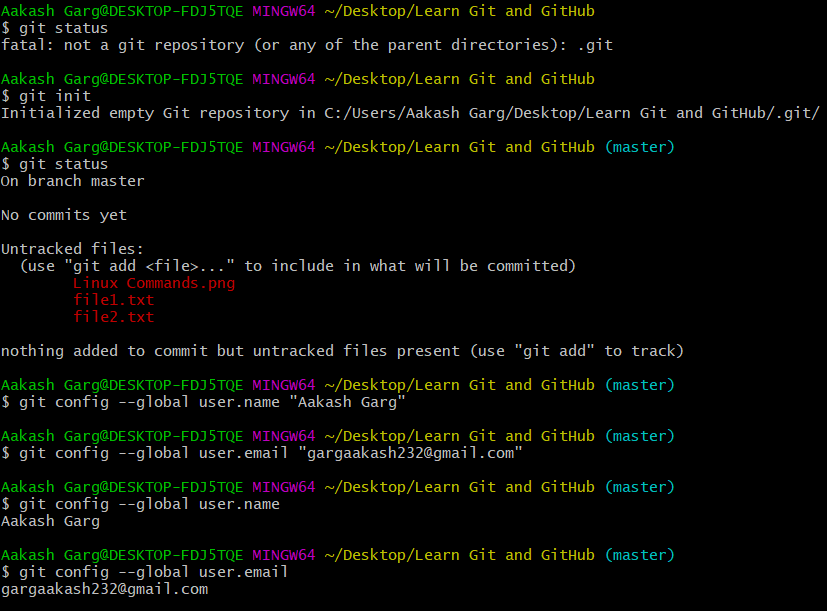 Aakash Garg@DESKTOP-FDJ5TQE MINGW64 ~/Desktop/Learn Git and GitHub
$ git status
fatal: not a git repository (or any of the parent directories): .git
Aakash Garg@DESKTOP-FDJ5TQE MINGW64 ~/Desktop/Learn Git and GitHub
$ git init
Initialized empty Git repository in C:/Users/Aakash Garg/Desktop/Learn Git and GitHub/.git/
Aakash Garg@DESKTOP-FDJ5TQE MINGW64 ~/Desktop/Learn Git and GitHub (master)
$ git status
On branch master
No commits yet
Untracked files:
  (use "git add <file>..." to include in what will be committed)
        Linux Commands.png
        file1.txt
        file2.txt
nothing added to commit but untracked files present (use "git add" to track)
Aakash Garg@DESKTOP-FDJ5TQE MINGW64 ~/Desktop/Learn Git and GitHub (master)
$ git config --global user.name "Aakash Garg"
Aakash Garg@DESKTOP-FDJ5TQE MINGW64 ~/Desktop/Learn Git and GitHub (master)
$ git config --global user.email "gargaakash232@gmail.com"
Aakash Garg@DESKTOP-FDJ5TQE MINGW64 ~/Desktop/Learn Git and GitHub (master)
$ git config --global user.name
Aakash Garg
Aakash Garg@DESKTOP-FDJ5TQE MINGW64 ~/Desktop/Learn Git and GitHub (master)
$ git config --global user.email
gargaakash232@gmail.com